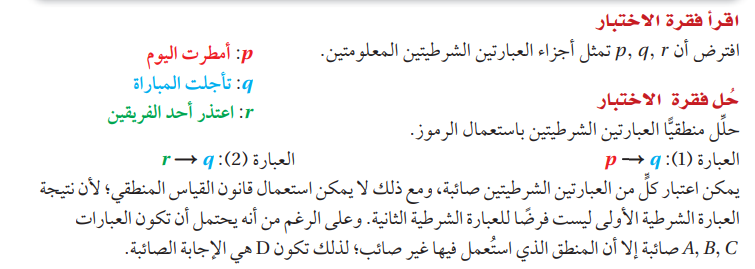 اقرأ فقرة الاختبار
افترض أن p, q, r تمثل أجزاء العبارتين الشرطيتين المعلومتين.
p: أمطرت اليوم
q: تأجلت المباراة
r: اعتذر أحد الفريقين
حُل فقرة الاختبار
حلِّل منطقيًّا العبارتين الشرطيتين باستعمال الرموز.
العبارة (1): p → q
العبارة (2): r → q
يمكن اعتبار كلٍّ من العبارتين الشرطيتين صائبة، ومع ذلك لا يمكن استعمال قانون القياس المنطقي؛ لأن نتيجة
العبارة الشرطية الأولى ليست فرضًا للعبارة الشرطية الثانية. وعلى الرغم من أنه يحتمل أن تكون العبارات
A, B, C صائبة إلا أن المنطق الذي استُعمل فيها غير صائب؛ لذلك تكون D هي الإجابة الصائبة.